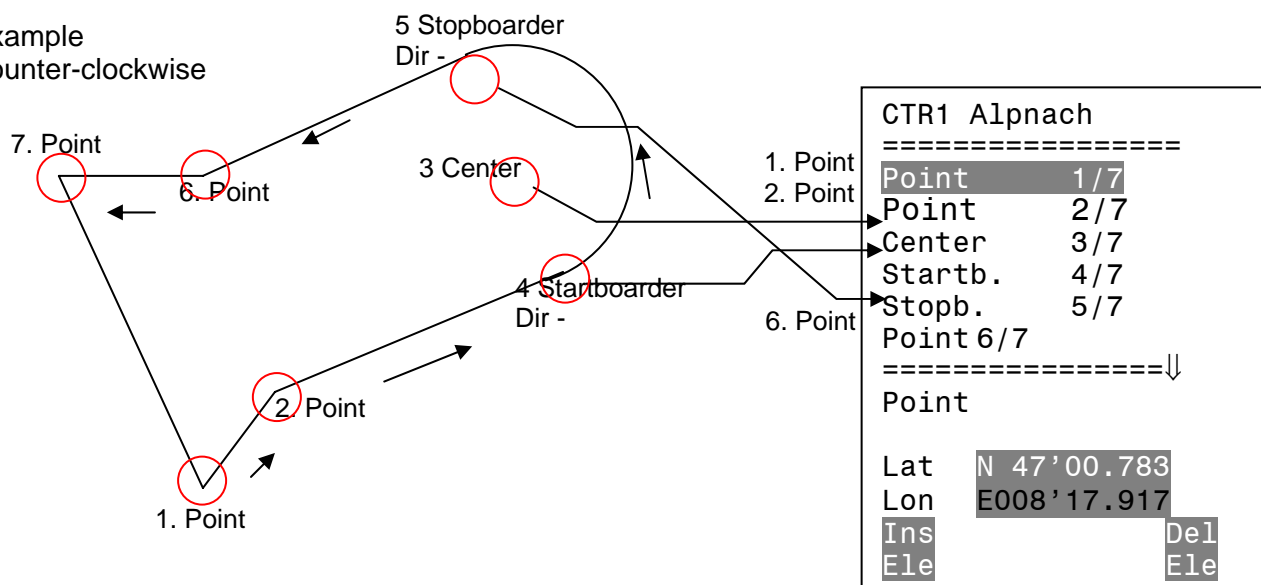 xample
ounter-clockwise
5 Stopboarder
Dir -
7. Point
6. Point
3 Center
4 Startboarder
Dir -
2. Point
1. Point
1. Point
2. Point
6. Point
CTR1 Alpnach
=================
Point 1/7
Point 2/7
Center 3/7
Startb. 4/7
Stopb. 5/7
Point 6/7
================⇓
Point
Lat N 47’00.783
Lon E008’17.917
Ins Del
Ele Ele